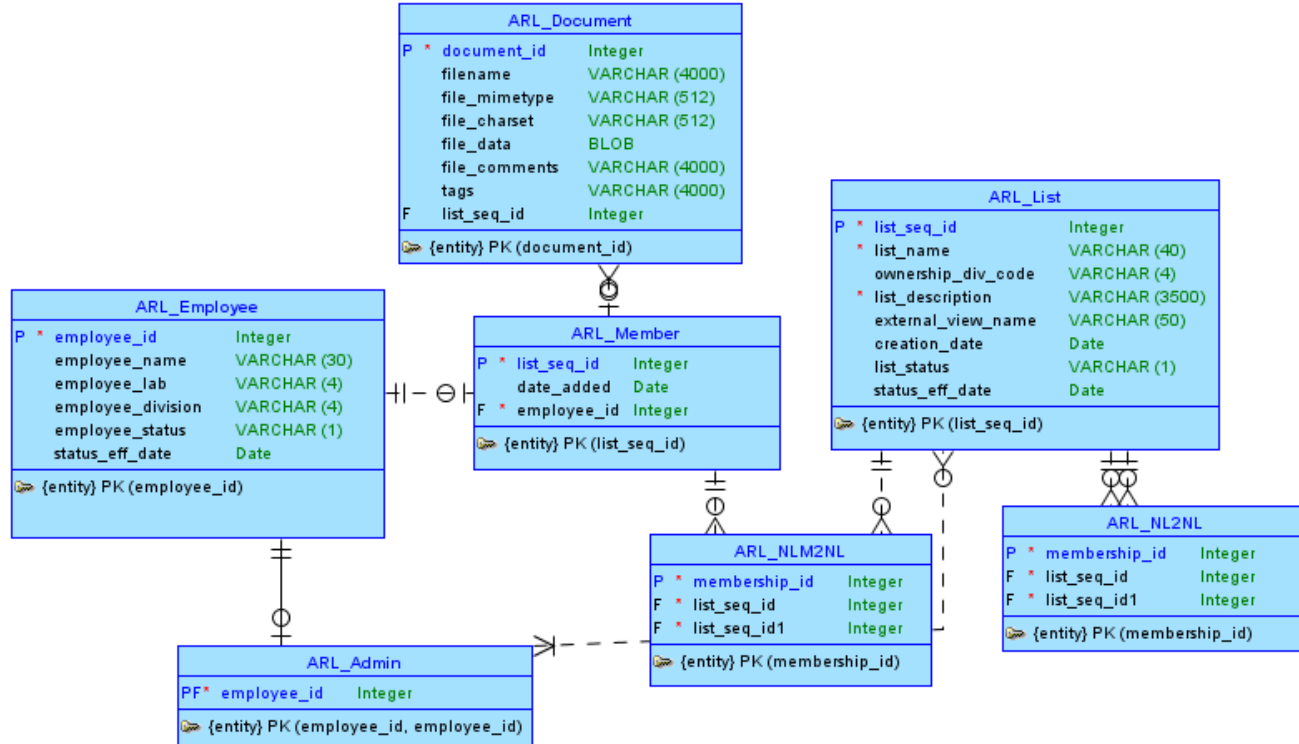 ARL_Document
P * document_id Integer
filename VARCHAR (4000)
file_mimetype VARCHAR (512)
file_charset VARCHAR (512)
file_data BLOB
file_comments VARCHAR (4000)
tags VARCHAR (4000)
F list_seq_id Integer
{entity} PK (document_id)
ARL_List
P * list_seq_id Integer
* list_name VARCHAR (40)
ownership_div_code VARCHAR (4)
* list_description VARCHAR (3500)
external_view_name VARCHAR (50)
creation_date Date
list_status VARCHAR (1)
status_eff_date Date
{entity} PK (list_seq_id)
ARL_Employee
P * employee_id Integer
employee_name VARCHAR (30)
employee_lab VARCHAR (4)
employee_division VARCHAR (4)
employee_status VARCHAR (1)
status_eff_date Date
{entity} PK (employee_id)
ARL_Member
P * list_seq_id Integer
date_added Date
F * employee_id Integer
{entity} PK (list_seq_id)
ARL_NL2NL
P * membership_id Integer
F * list_seq_id Integer
F * list_seq_id1 Integer
{entity} PK (membership_id)
ARL_NLM2NL
P * membership_id Integer
F * list_seq_id Integer
F * list_seq_id1 Integer
{entity} PK (membership_id)
ARL_Admin
PF* employee_id Integer
{entity} PK (employee_id, employee_id)